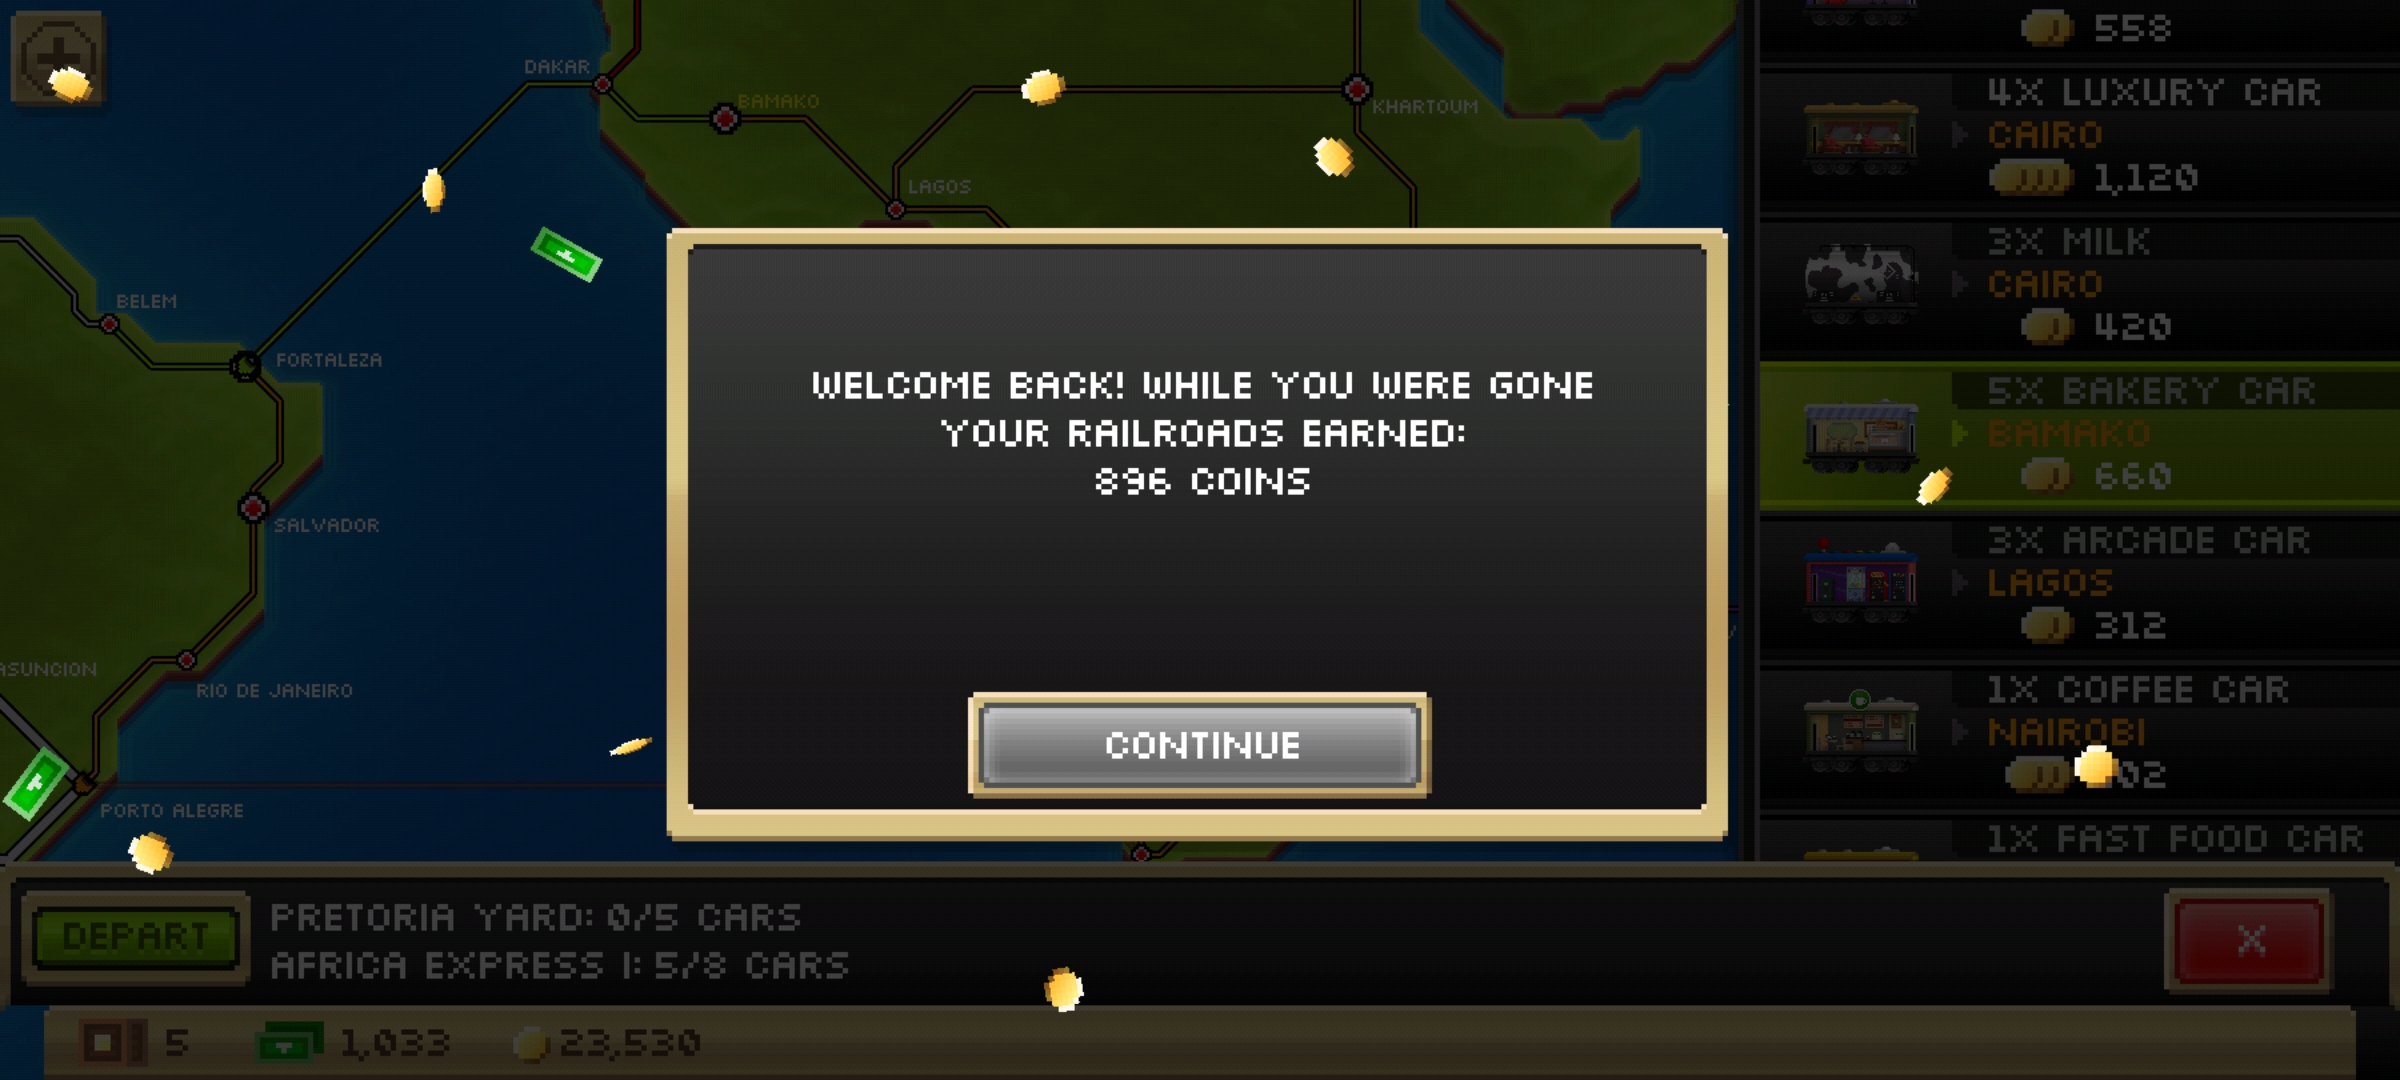 DAKAR
BAMAKO
KHARTOUM
LAGOS
BELEM
FORTALEZA
SALVADOR
ASUNCION
RIO DE JANEIRO
PORTO ALEGRE
WELCOME BACK! WHILE YOU WERE GONE
YOUR RAILROADS EARNED:
896 COINS
CONTINUE
558
4X LUXURY CAR
CAIRO
1,120
3X MILK
CAIRO
420
5X BAKERY CAR
BAMAKO
660
3X ARCADE CAR
LAGOS
312
1X COFFEE CAR
NAIROBI
1X FAST FOOD CAR
DEPART
PRETORIA YARD: 0/5 CARS
AFRICA EXPRESS I: 5/8 CARS
X
5
1,033
23,530